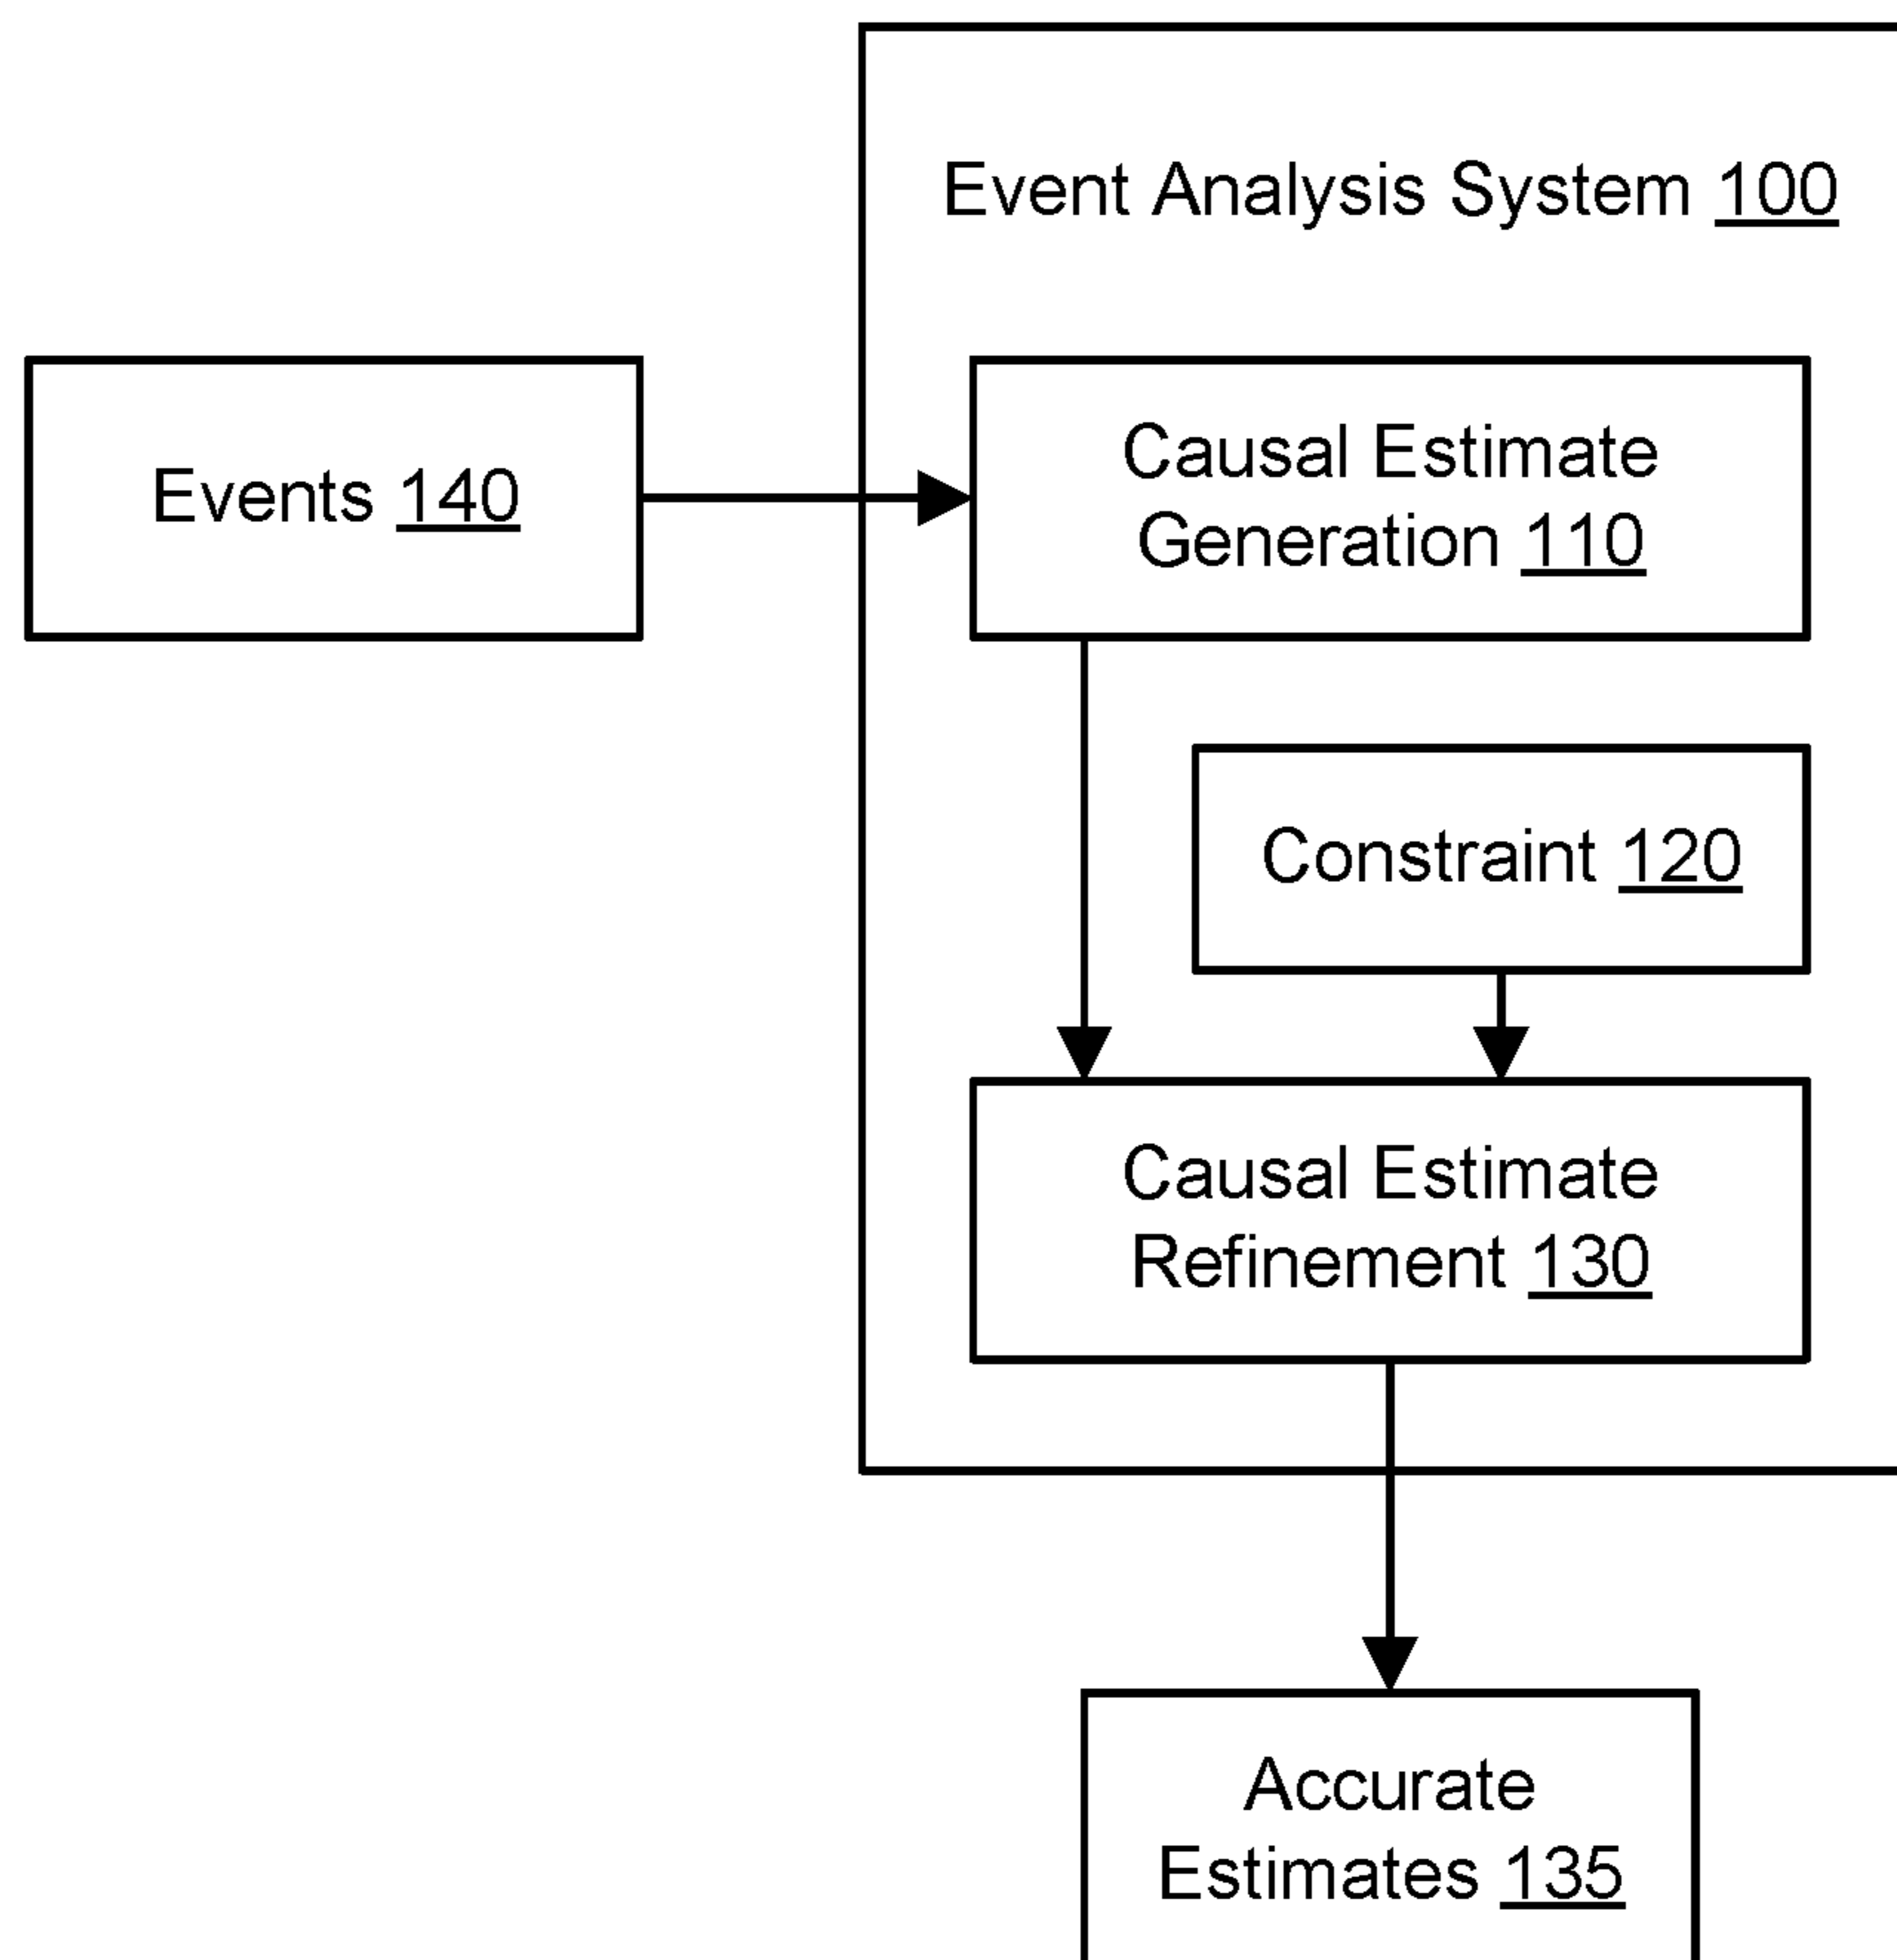 Event Analysis System 100
Events 140
Causal Estimate
Generation 110
Constraint 120
Causal Estimate
Refinement 130
Accurate
Estimates 135